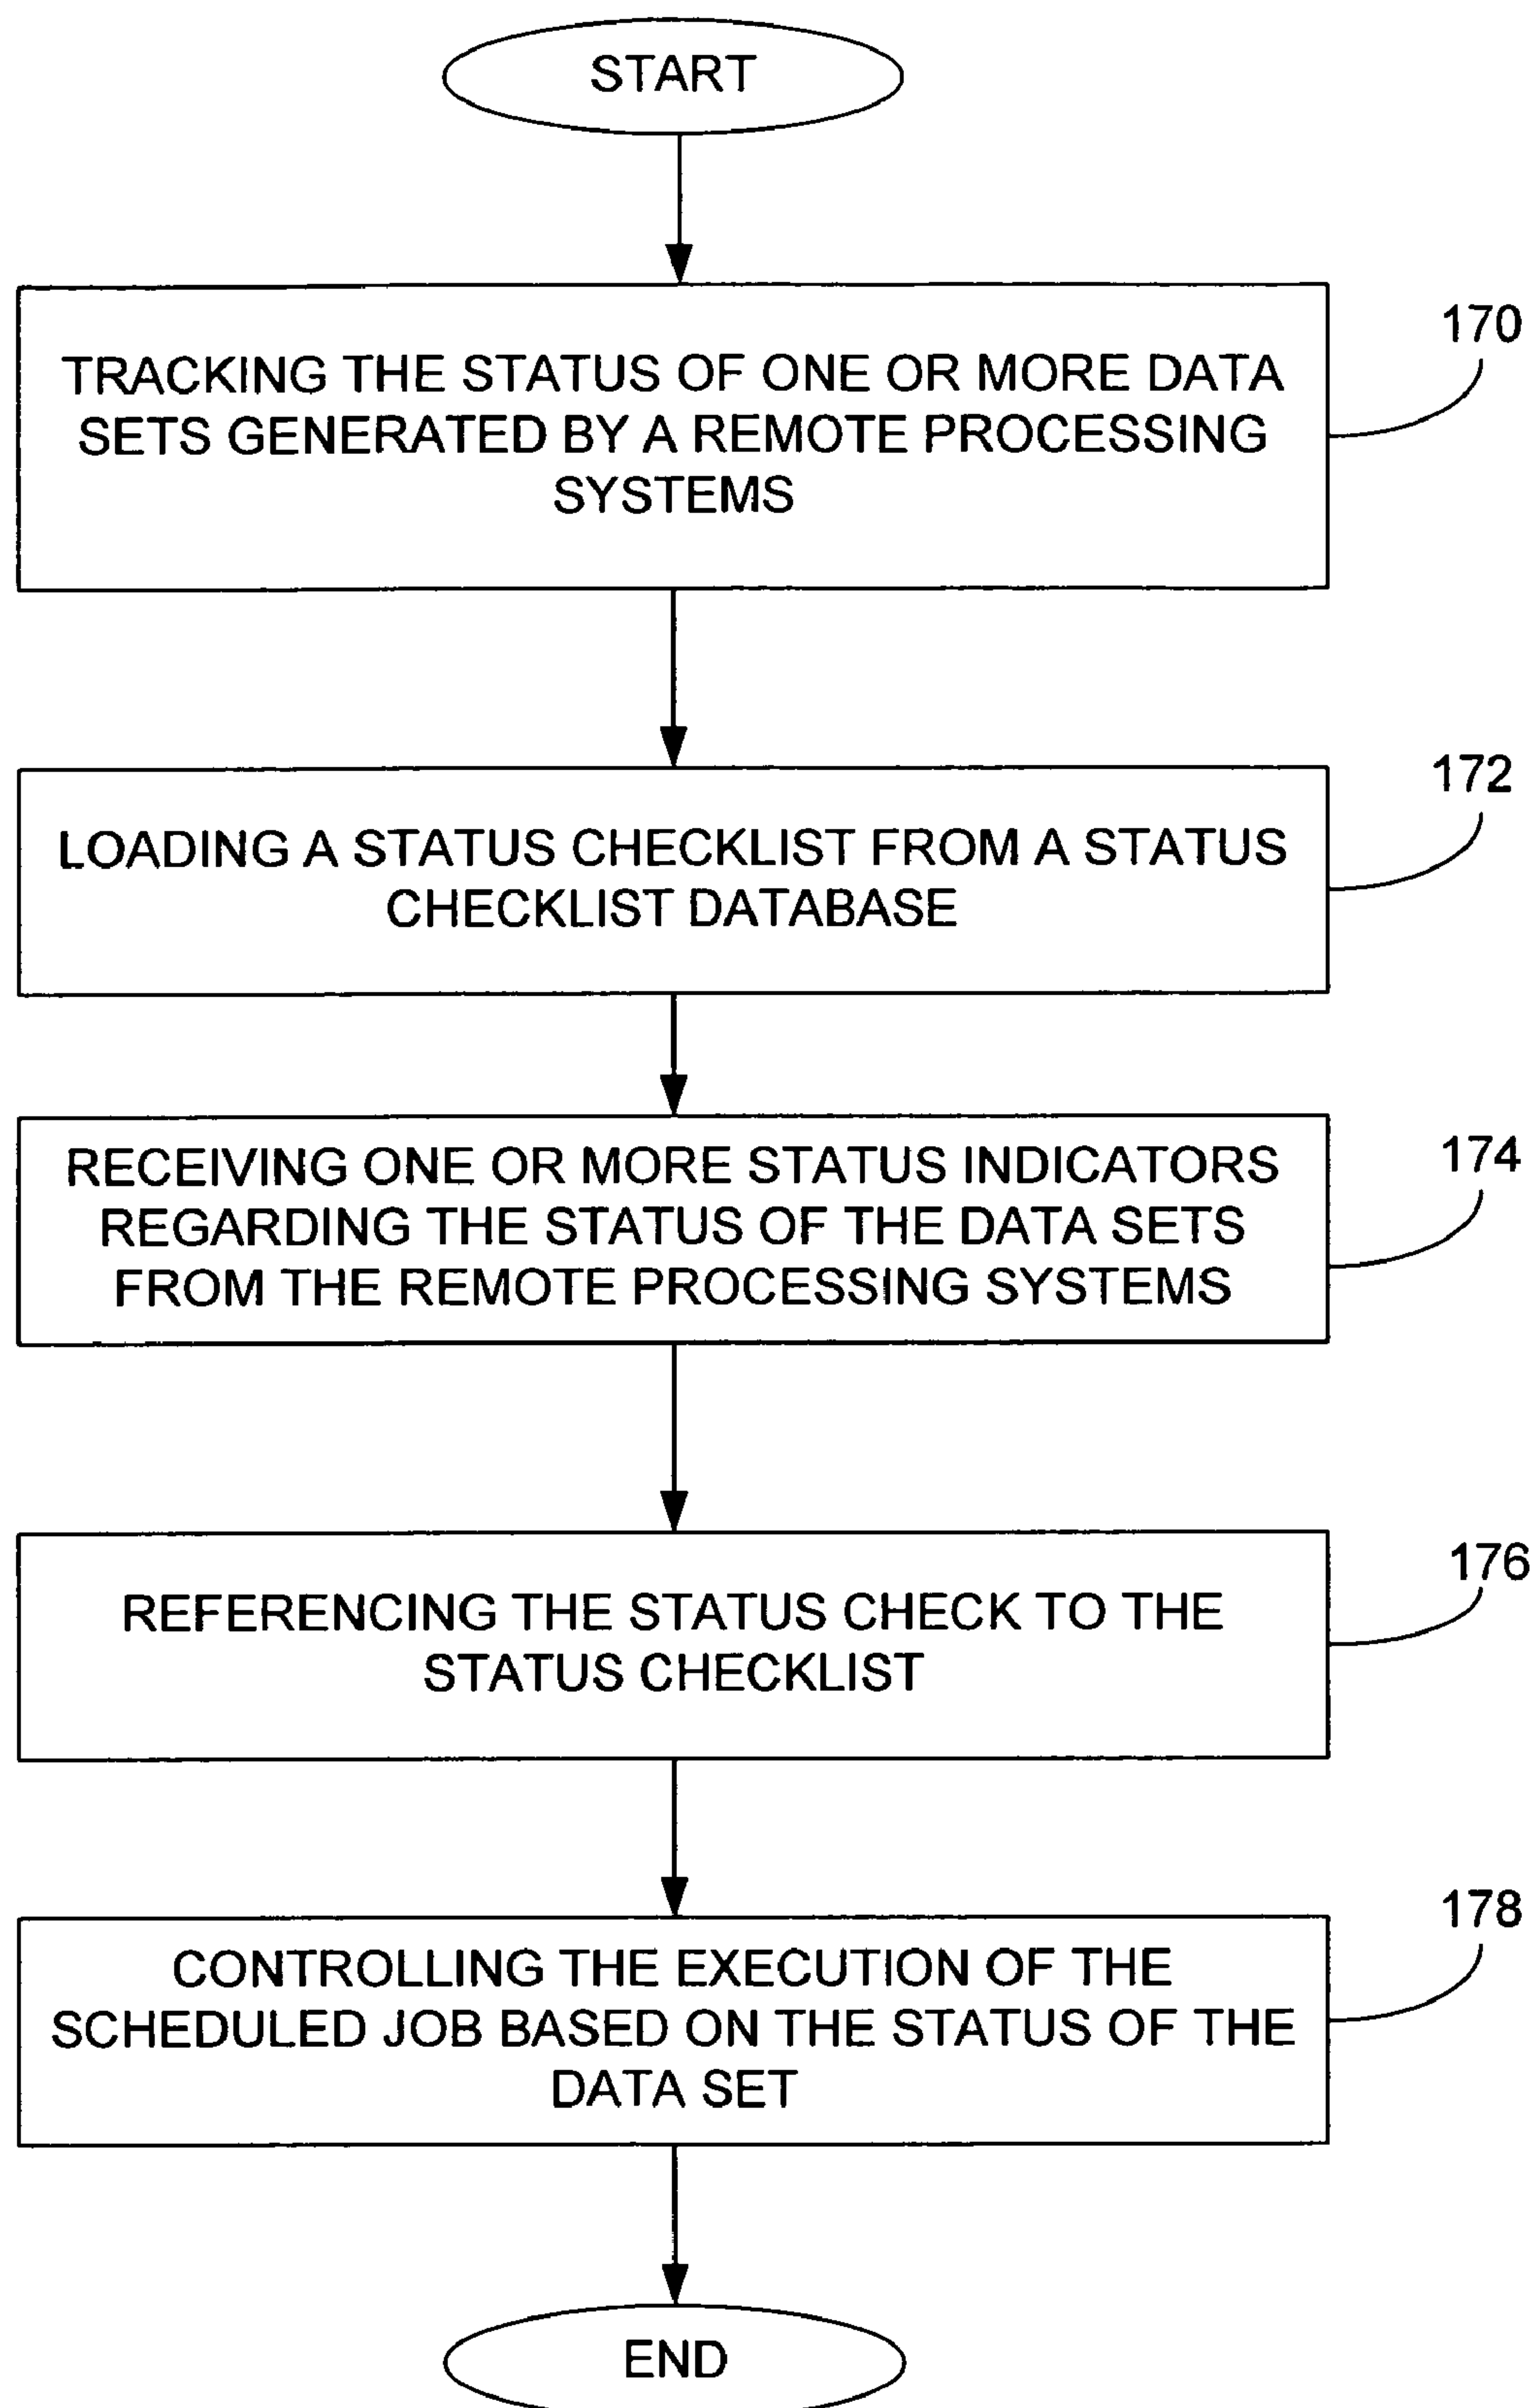 START
TRACKING THE STATUS OF ONE OR MORE DATA
SETS GENERATED BY A REMOTE PROCESSING
SYSTEMS
170
LOADING A STATUS CHECKLIST FROM A STATUS
CHECKLIST DATABASE
172
RECEIVING ONE OR MORE STATUS INDICATORS
REGARDING THE STATUS OF THE DATA SETS
FROM THE REMOTE PROCESSING SYSTEMS
174
REFERENCING THE STATUS CHECK TO THE
STATUS CHECKLIST
176
CONTROLLING THE EXECUTION OF THE
SCHEDULED JOB BASED ON THE STATUS OF THE
DATA SET
178
END